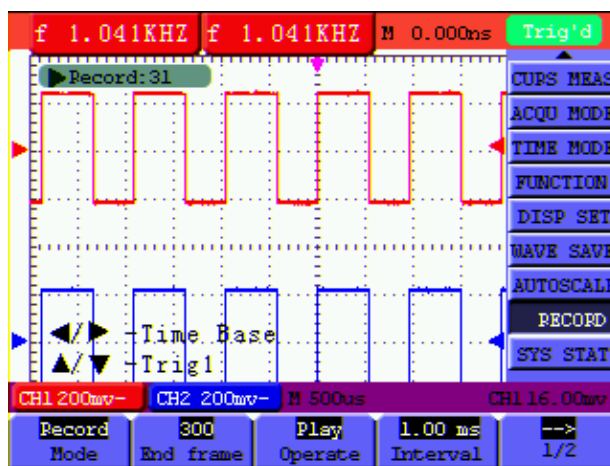 f 1.041KHZ f 1.041KHZ M 0.000ns Trig'd
Record:31
CURS MEAS
ACQU MODE
TIME MODE
FUNCTION
DISP SET
WAVE SAVE
AUTOSCALE
RECORD
SYS STAT
◀/▶ -Time Base
▲/▼ -Trig1
CH1 200mv~ CH2 200mv~ M 500us CH1 16.00mv
Record 300 Play 1.00 ms -->
Mode End frame Operate Interval 1/2